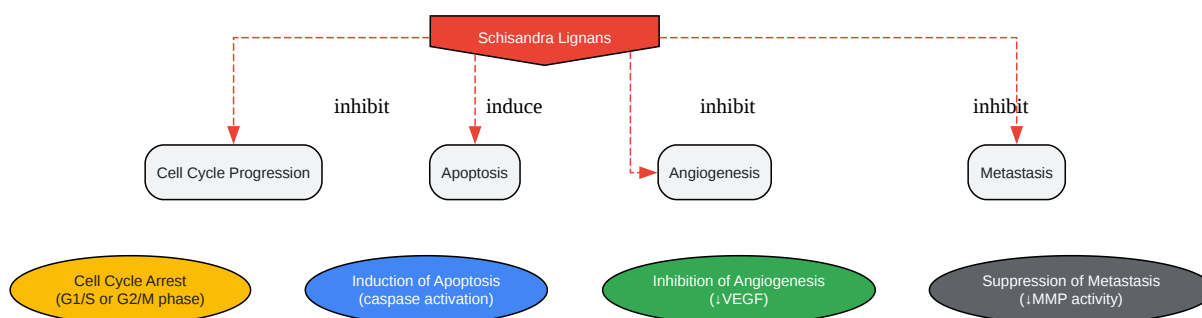 Schisandra Lignans
inhibit
induce
inhibit
inhibit
Cell Cycle Progression
Apoptosis
Angiogenesis
Metastasis
Cell Cycle Arrest
(G1/S or G2/M phase)
Induction of Apoptosis
(caspase activation)
Inhibition of Angiogenesis
(↓VEGF)
Suppression of Metastasis
(↓MMP activity)